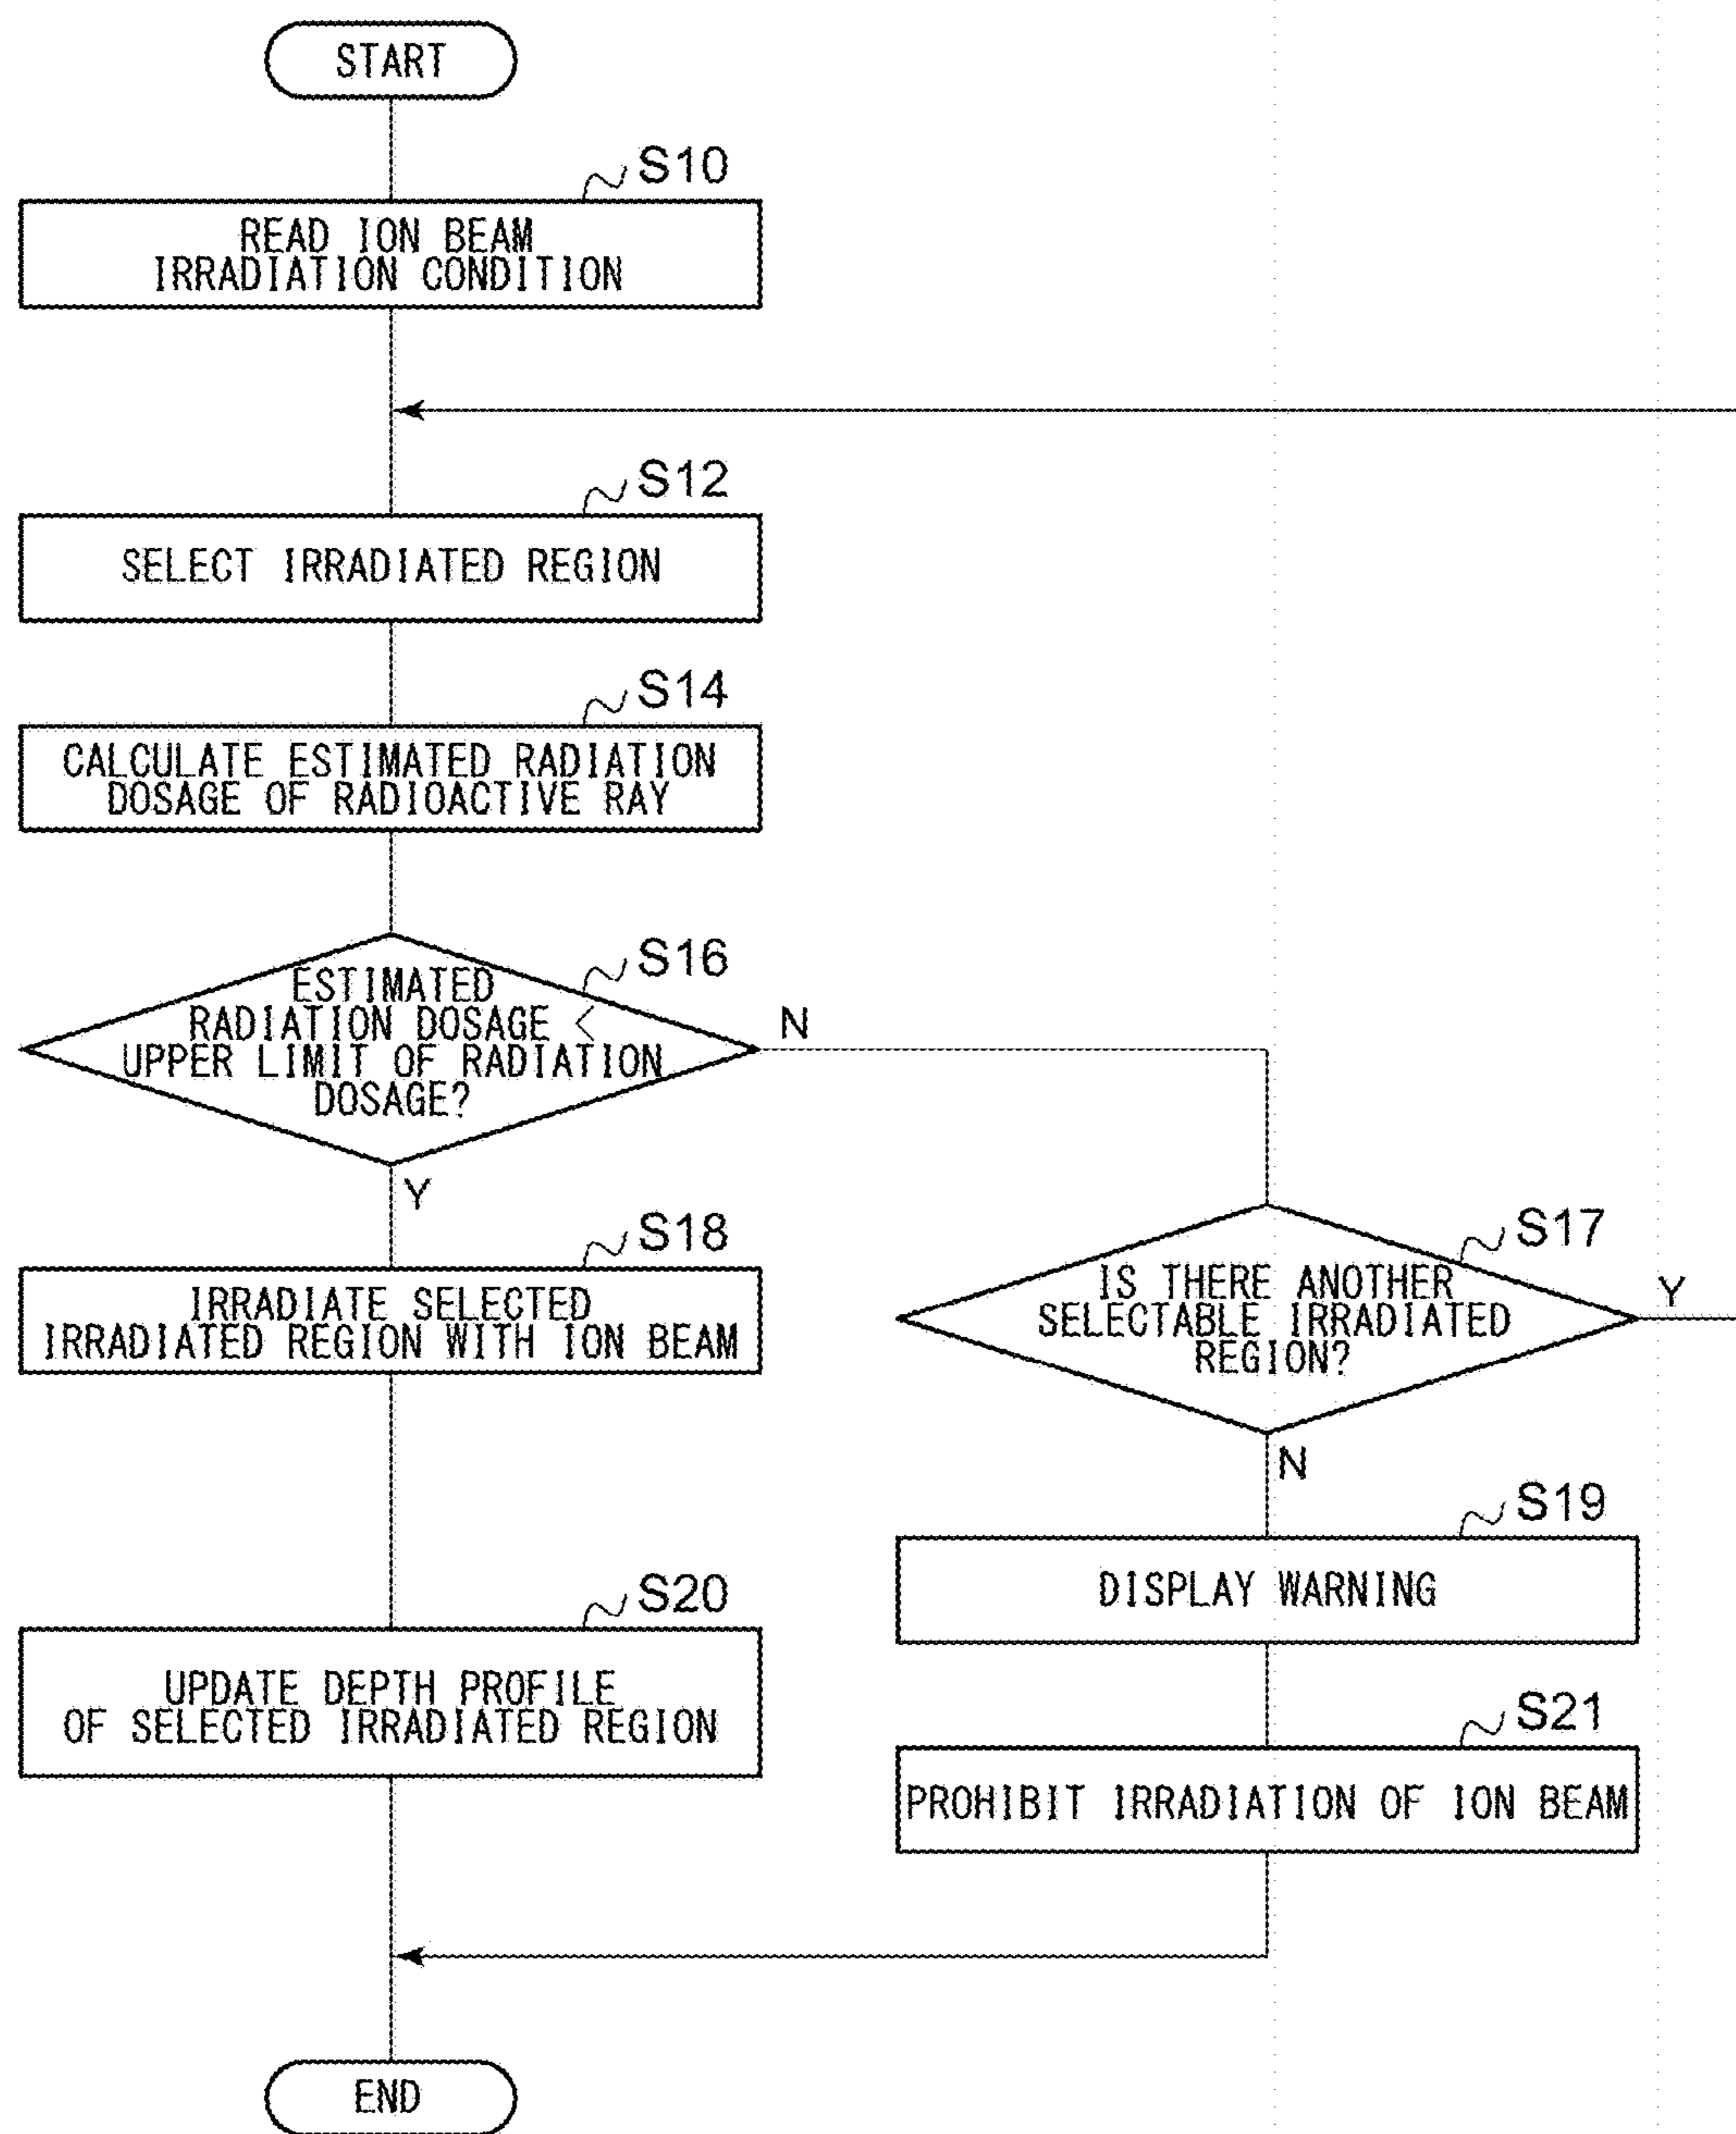 START
S10
READ ION BEAM
IRRADIATION CONDITION
S12
SELECT IRRADIATED REGION
S14
CALCULATE ESTIMATED RADIATION
DOSAGE OF RADIOACTIVE RAY
S16
ESTIMATED
RADIATION DOSAGE <
UPPER LIMIT OF RADIATION
DOSAGE?
N
Y
S18
IRRADIATE SELECTED
IRRADIATED REGION WITH ION BEAM
S17
IS THERE ANOTHER
SELECTABLE IRRADIATED
REGION?
Y
N
S19
DISPLAY WARNING
S20
UPDATE DEPTH PROFILE
OF SELECTED IRRADIATED REGION
S21
PROHIBIT IRRADIATION OF ION BEAM
END